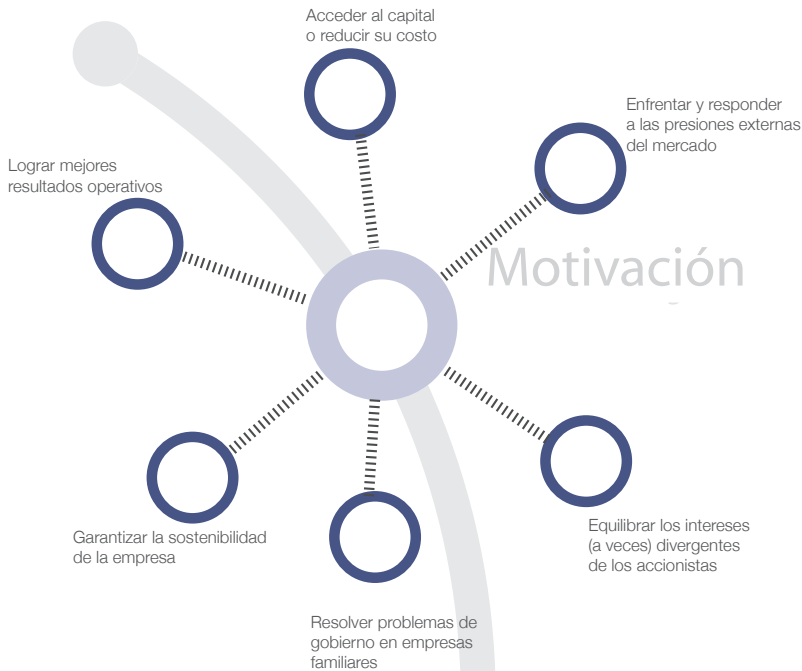 Acceder al capital
o reducir su costo
Enfrentar y responder
a las presiones externas
del mercado
Lograr mejores
resultados operativos
Motivación
Garantizar la sostenibilidad
de la empresa
Equilibrar los intereses
(a veces) divergentes
de los accionistas
Resolver problemas de
gobierno en empresas
familiares